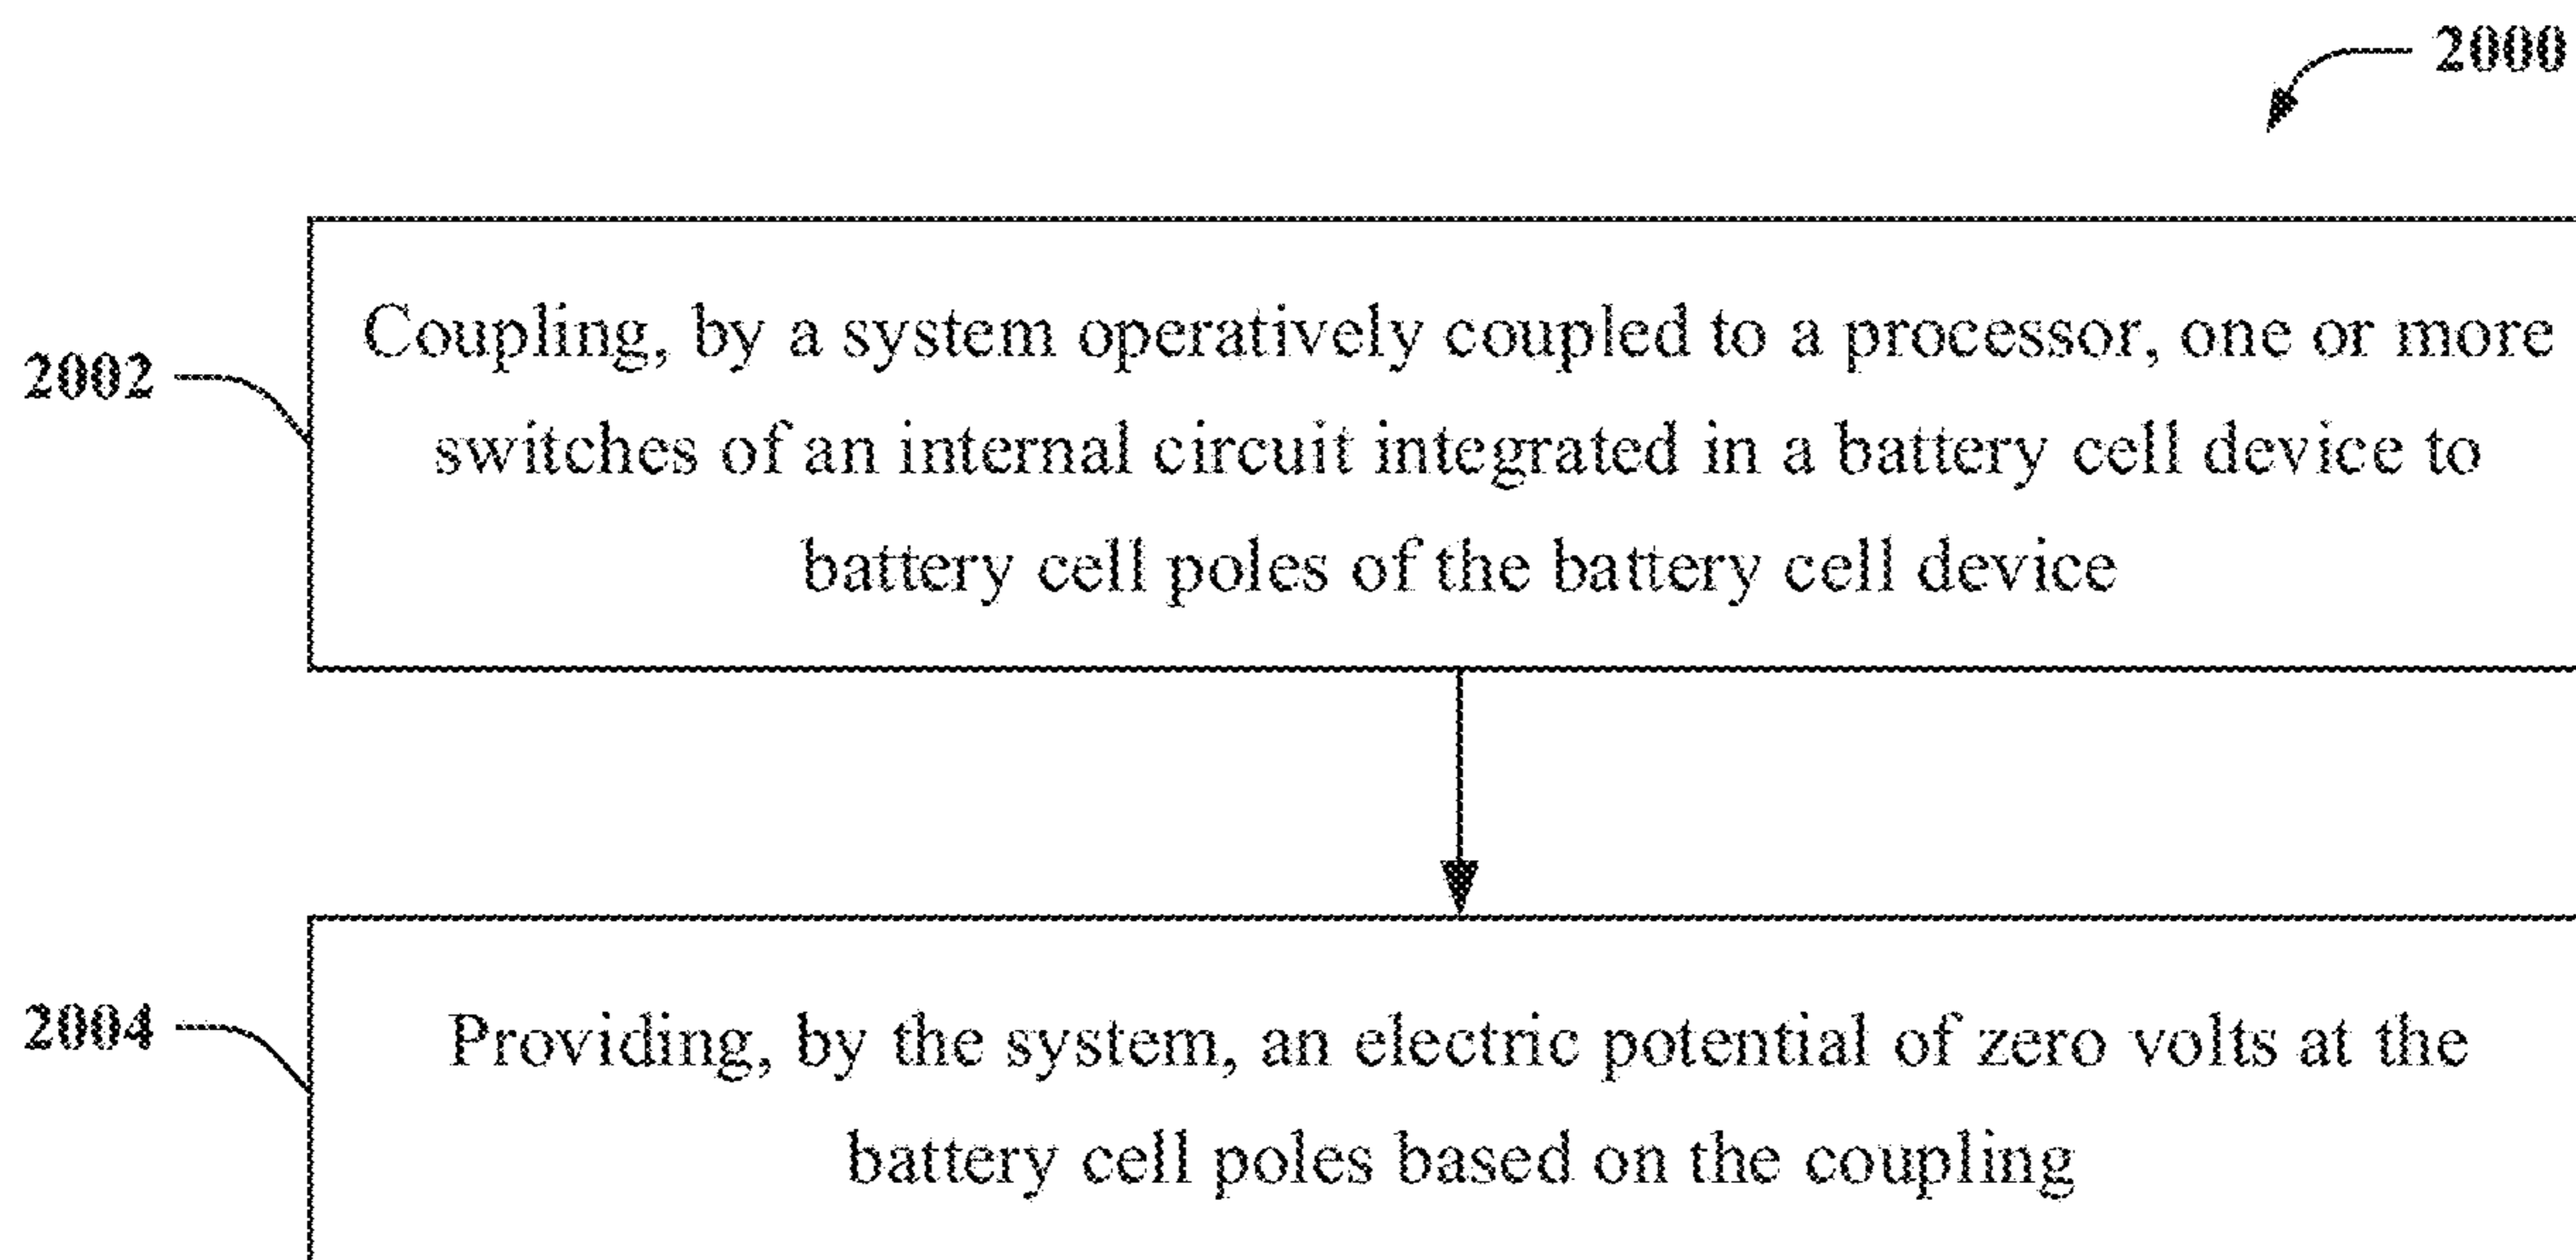 2000
2002
Coupling, by a system operatively coupled to a processor, one or more
switches of an internal circuit integrated in a battery cell device to
battery cell poles of the battery cell device
2004
Providing, by the system, an electric potential of zero volts at the
battery cell poles based on the coupling